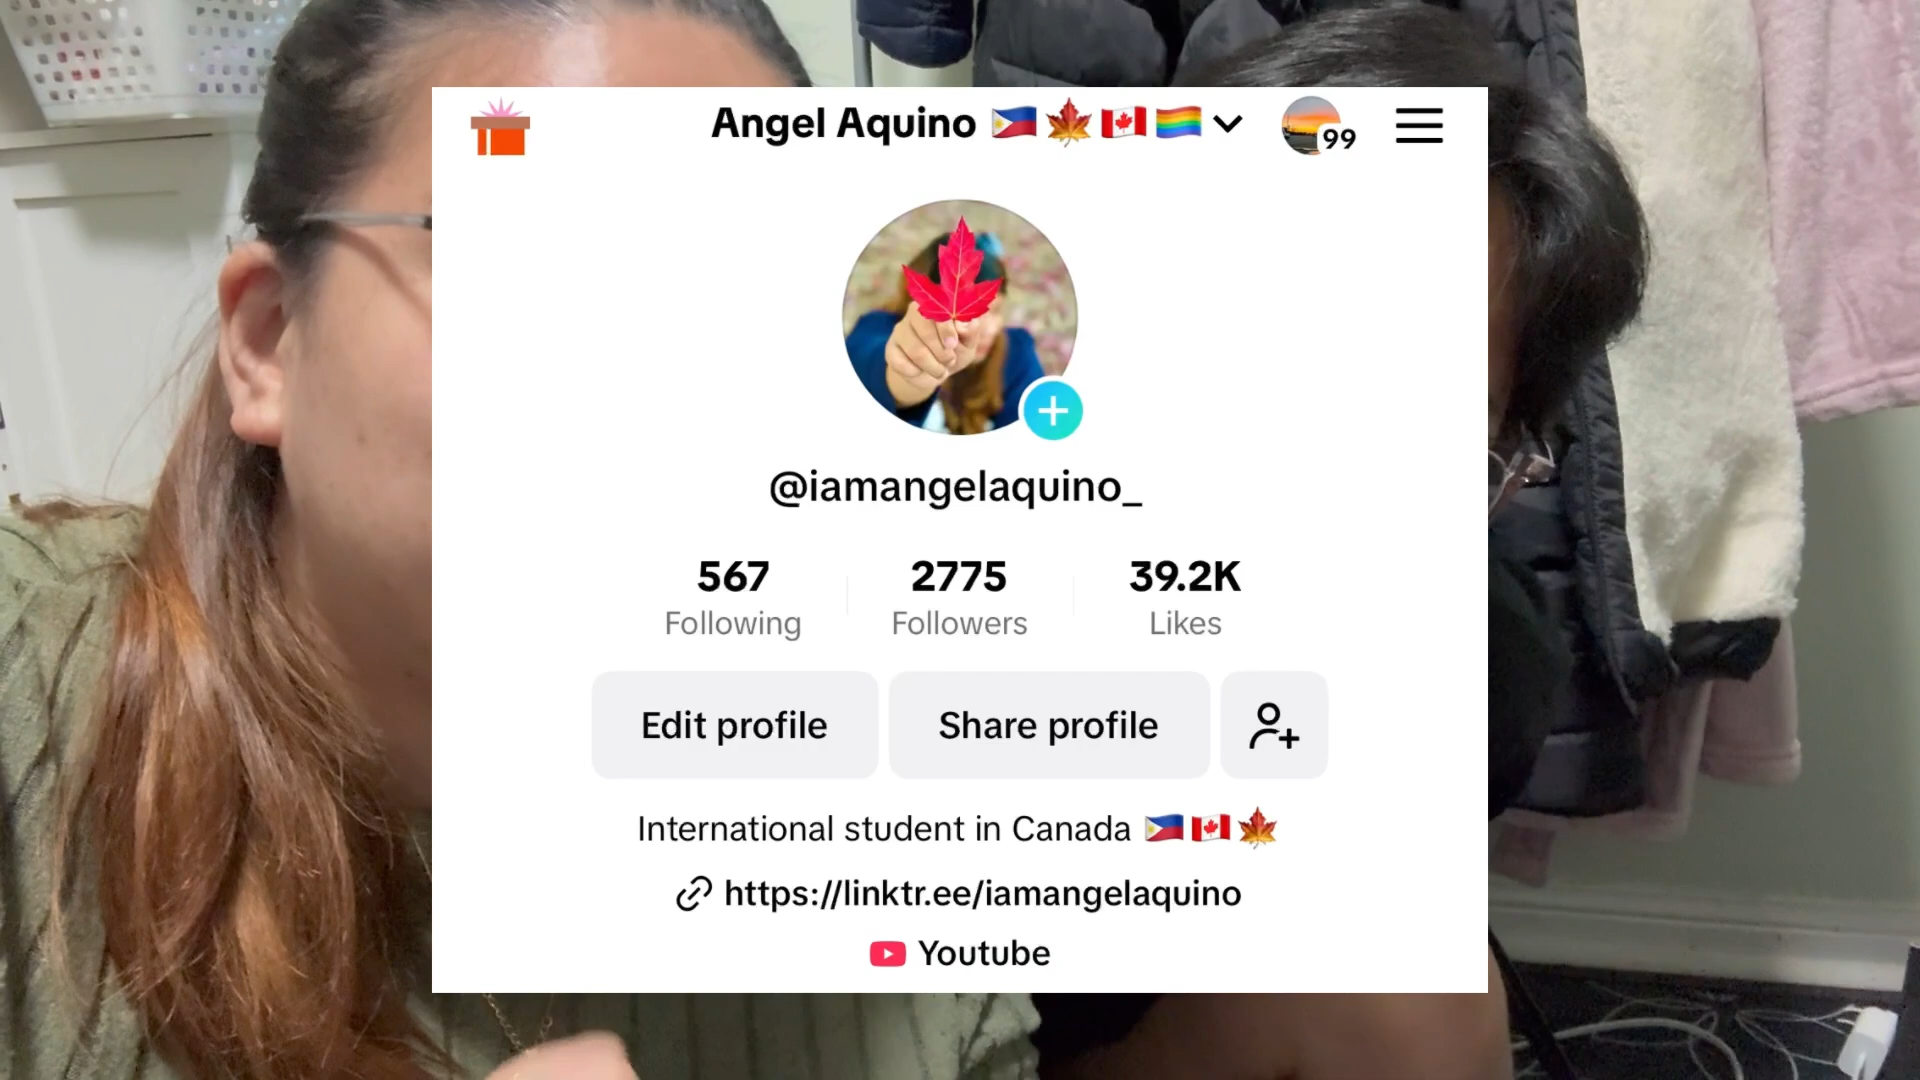 Angel Aquino 🇵🇭🍁🇨🇦🏳️‍🌈
99
@iamangelaquino_
567 2775 39.2K
Following Followers Likes
Edit profile Share profile
International student in Canada 🇵🇭🇨🇦🍁
https://linktr.ee/iamangelaquino
Youtube